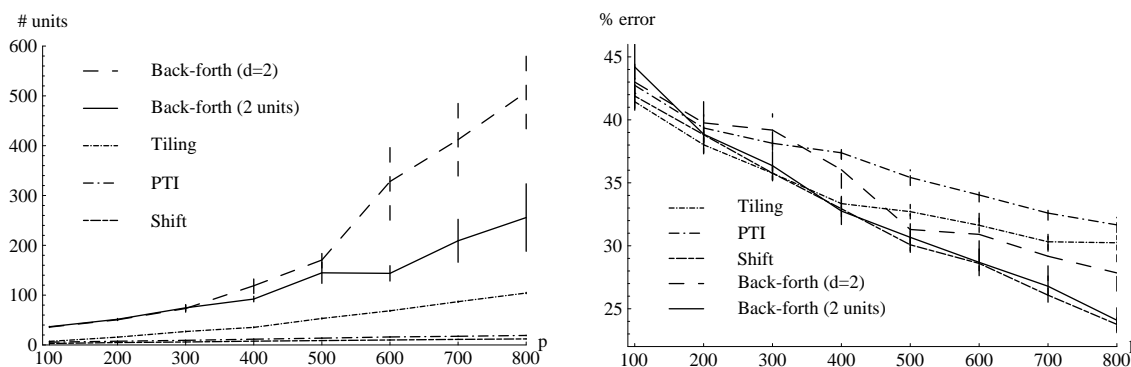 # units
600
500
400
300
200
100
0
Back-forth (d=2)
Back-forth (2 units)
Tiling
PTI
Shift
100 200 300 400 500 600 700 800
p
% error
45
40
35
30
25
Tiling
PTI
Shift
Back-forth (d=2)
Back-forth (2 units)
100 200 300 400 500 600 700 800